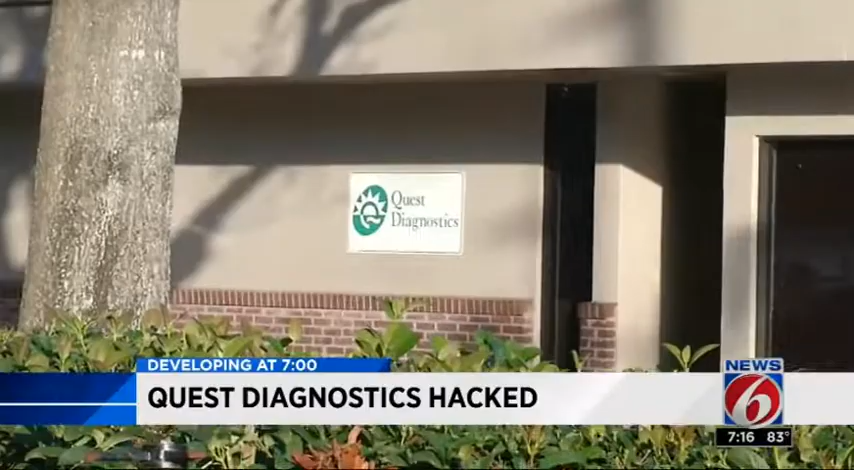 Quest
Diagnostics
DEVELOPING AT 7:00
QUEST DIAGNOSTICS HACKED
NEWS
6
7:16 83°